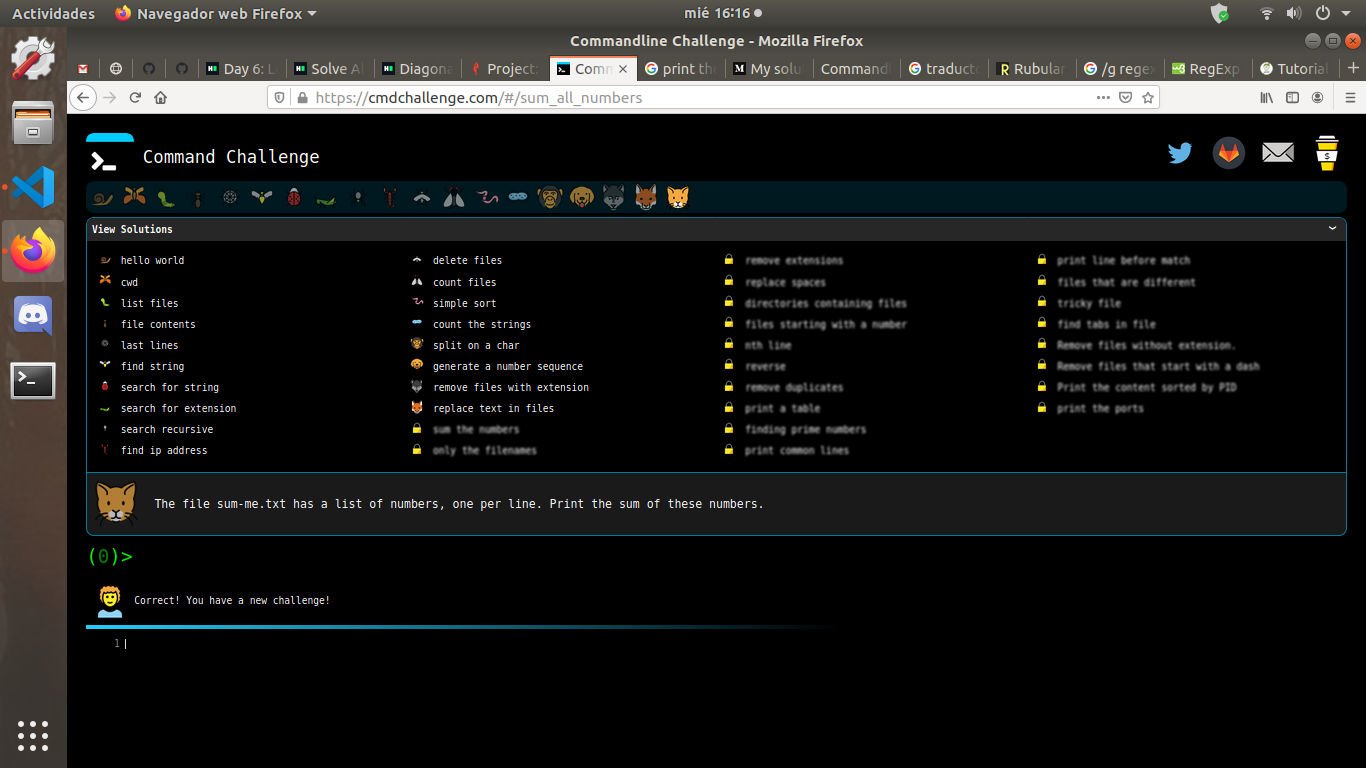 Actividades Navegador web Firefox mié 16:16
Commandline Challenge - Mozilla Firefox
Day 6: L Solve Al Diagona Project: Com print the My solu Command traducto Rubular /g regex RegExp Tutorial
https://cmdchallenge.com/#/sum_all_numbers
Command Challenge
View Solutions
hello world
cwd
list files
file contents
last lines
find string
search for string
search for extension
search recursive
find ip address
delete files
count files
simple sort
count the strings
split on a char
generate a number sequence
remove files with extension
replace text in files
sum the numbers
only the filenames
remove extensions
replace spaces
directories containing files
files starting with a number
nth line
reverse
remove duplicates
print a table
finding prime numbers
print common lines
print line before match
files that are different
tricky file
find tabs in file
Remove files without extension.
Remove files that start with a dash
Print the content sorted by PID
print the ports
The file sum-me.txt has a list of numbers, one per line. Print the sum of these numbers.
(0)>
Correct! You have a new challenge!
1